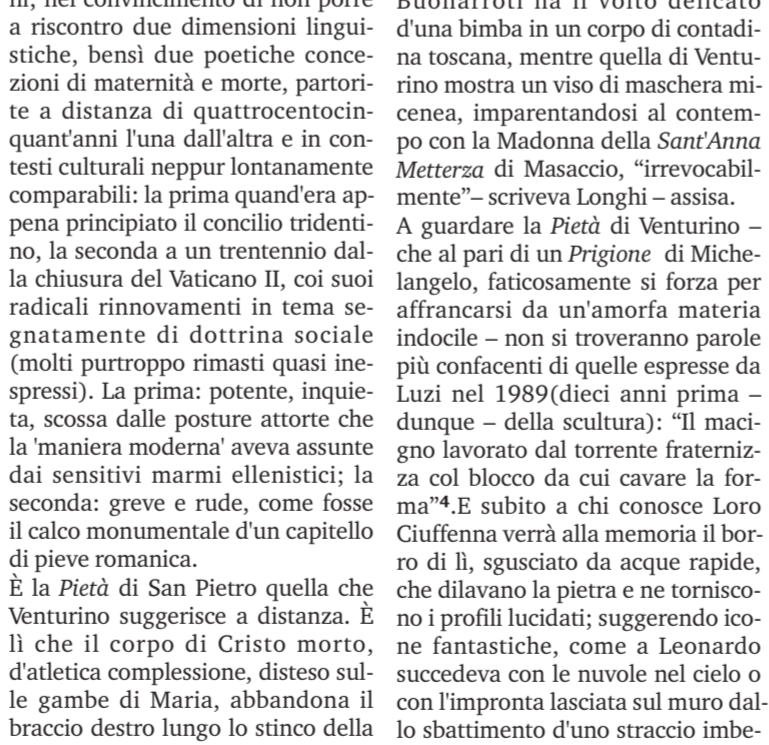 ni, nel convincimento di non porre
a riscontro due dimensioni lingui-
stiche, bensì due poetiche conce-
zioni di maternità e morte, partori-
te a distanza di quattrocentocin-
quant'anni l'una dall'altra e in con-
testi culturali neppur lontanamente
comparabili: la prima quand'era ap-
pena principiato il concilio tridenti-
no, la seconda a un trentennio dal-
la chiusura del Vaticano II, coi suoi
radicali rinnovamenti in tema se-
gnatamente di dottrina sociale
(molti purtroppo rimasti quasi ine-
spressi). La prima: potente, inquie-
ta, scossa dalle posture attorte che
la 'maniera moderna' aveva assunte
dai sensitivi marmi ellenistici; la
seconda: greve e rude, come fosse
il calco monumentale d'un capitello
di pieve romanica.
È la Pietà di San Pietro quella che
Venturino suggerisce a distanza. È
lì che il corpo di Cristo morto,
d'atletica complessione, disteso sul-
le gambe di Maria, abbandona il
braccio destro lungo lo stinco della
Buonarroti ha il volto delicato
d'una bimba in un corpo di contadi-
na toscana, mentre quella di Ventu-
rino mostra un viso di maschera mi-
cenea, imparentandosi al contem-
po con la Madonna della Sant'Anna
Metterza di Masaccio, “irrevocabil-
mente”– scriveva Longhi – assisa.
A guardare la Pietà di Venturino –
che al pari di un Prigione di Miche-
langelo, faticosamente si forza per
affrancarsi da un'amorfa materia
indocile – non si troveranno parole
più confacenti di quelle espresse da
Luzi nel 1989(dieci anni prima –
dunque – della scultura): “Il maci-
gno lavorato dal torrente fraterniz-
za col blocco da cui cavare la for-
ma”4.E subito a chi conosce Loro
Ciuffenna verrà alla memoria il bor-
ro di lì, sgusciato da acque rapide,
che dilavano la pietra e ne tornisco-
no i profili lucidati; suggerendo ico-
ne fantastiche, come a Leonardo
succedeva con le nuvole nel cielo o
con l'impronta lasciata sul muro dal-
lo sbattimento d'uno straccio imbe-